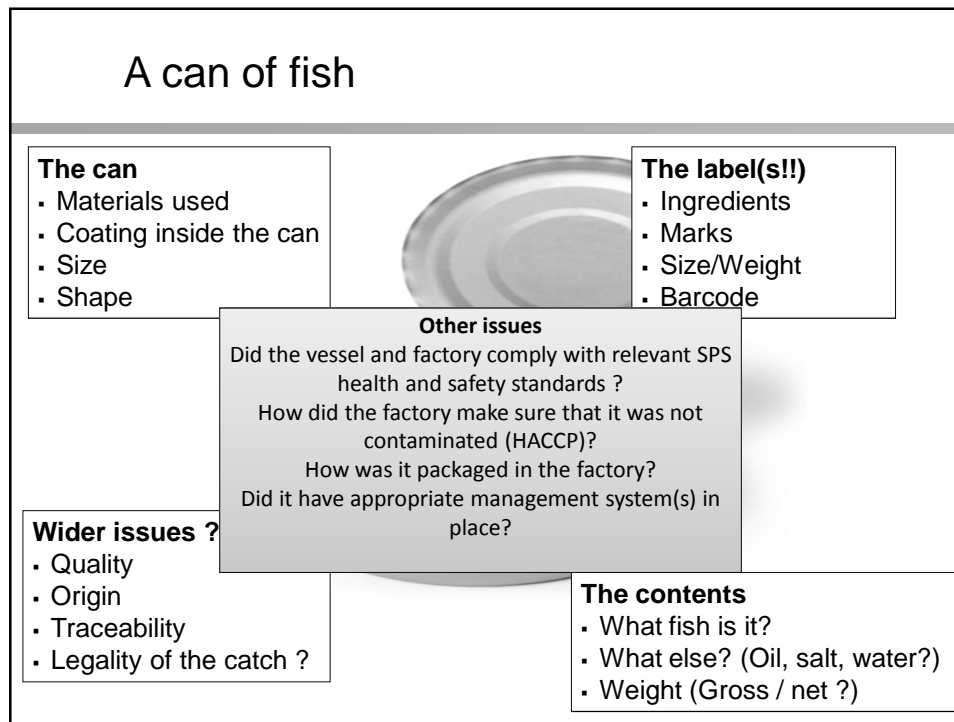 A can of fish
The can
▪ Materials used
▪ Coating inside the can
▪ Size
▪ Shape
The label(s!!)
▪ Ingredients
▪ Marks
▪ Size/Weight
▪ Barcode
Other issues
Did the vessel and factory comply with relevant SPS
health and safety standards ?
How did the factory make sure that it was not
contaminated (HACCP)?
How was it packaged in the factory?
Did it have appropriate management system(s) in
place?
Wider issues ?
▪ Quality
▪ Origin
▪ Traceability
▪ Legality of the catch ?
The contents
▪ What fish is it?
▪ What else? (Oil, salt, water?)
▪ Weight (Gross / net ?)